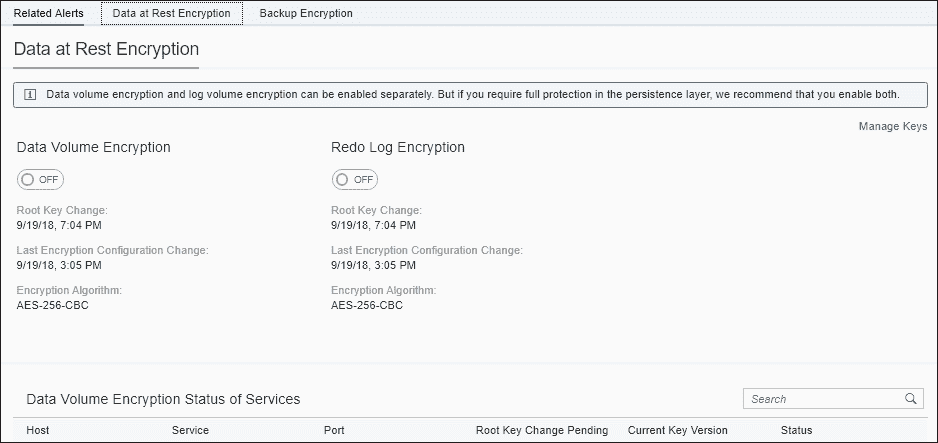 Related Alerts Data at Rest Encryption Backup Encryption
Data at Rest Encryption
i Data volume encryption and log volume encryption can be enabled separately. But if you require full protection in the persistence layer, we recommend that you enable both.
Manage Keys
Data Volume Encryption Redo Log Encryption
OFF OFF
Root Key Change: Root Key Change:
9/19/18, 7:04 PM 9/19/18, 7:04 PM
Last Encryption Configuration Change: Last Encryption Configuration Change:
9/19/18, 3:05 PM 9/19/18, 3:05 PM
Encryption Algorithm: Encryption Algorithm:
AES-256-CBC AES-256-CBC
Data Volume Encryption Status of Services Search
Host Service Port Root Key Change Pending Current Key Version Status